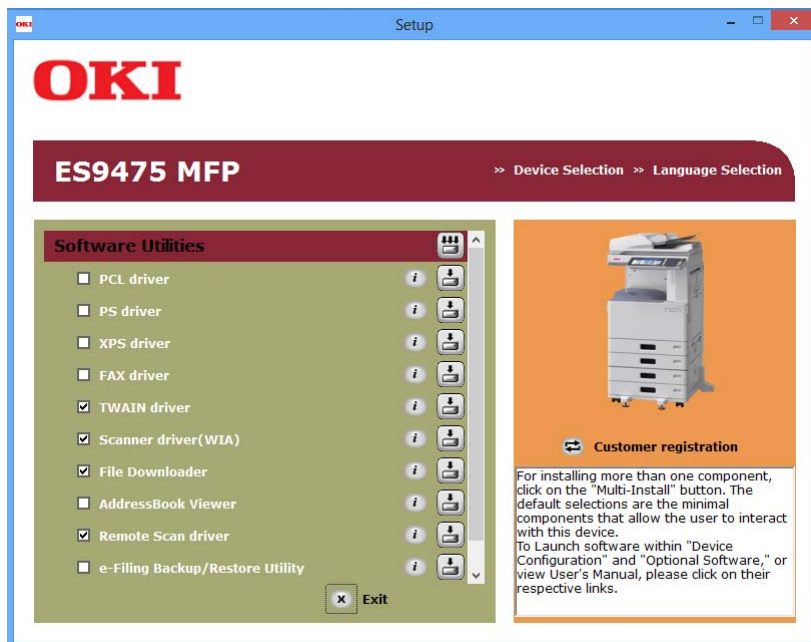 OKI
Setup
OKI
ES9475 MFP
» Device Selection » Language Selection
Software Utilities
PCL driver
PS driver
XPS driver
FAX driver
TWAIN driver
Scanner driver(WIA)
File Downloader
AddressBook Viewer
Remote Scan driver
e-Filing Backup/Restore Utility
x Exit
Customer registration
For installing more than one component,
click on the "Multi-Install" button. The
default selections are the minimal
components that allow the user to interact
with this device.
To Launch software within "Device
Configuration" and "Optional Software," or
view User's Manual, please click on their
respective links.